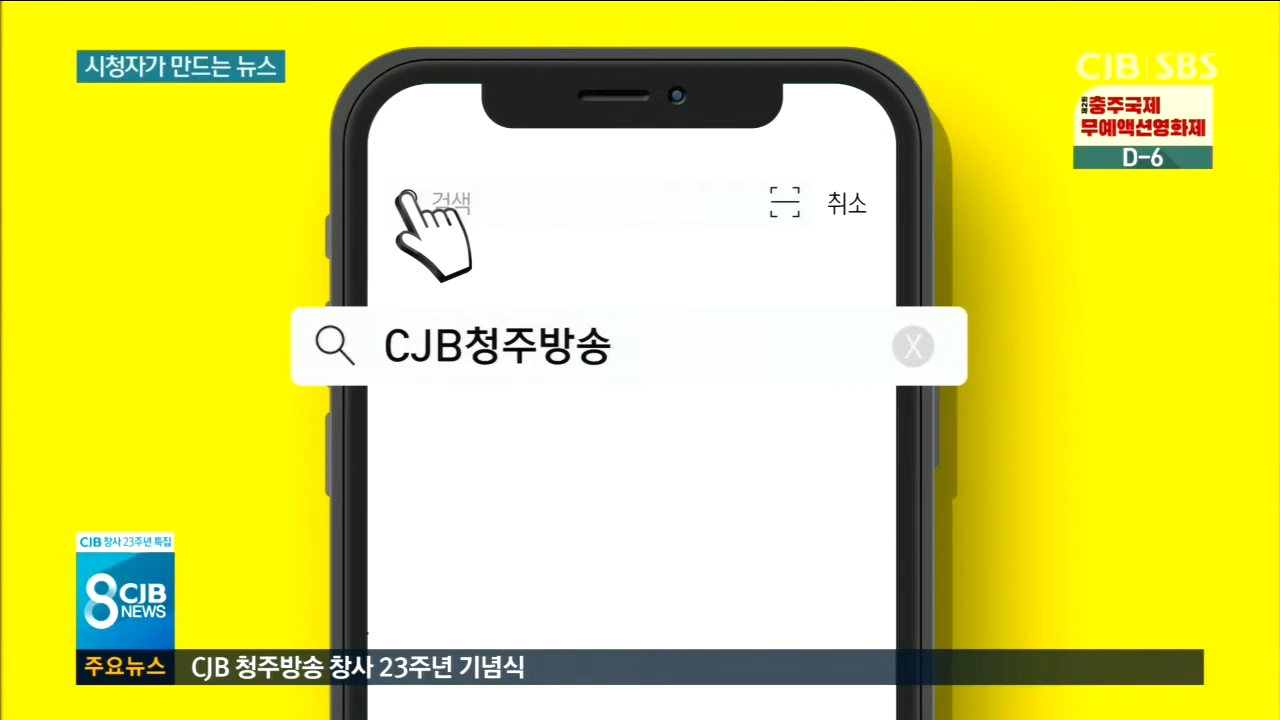 시청자가 만드는 뉴스
CJB SBS
제2회
충주국제
무예액션영화제
D-6
검색
취소
CJB청주방송
X
CJB 창사 23주년 특집
8 CJB
NEWS
주요뉴스 CJB 청주방송 창사 23주년 기념식